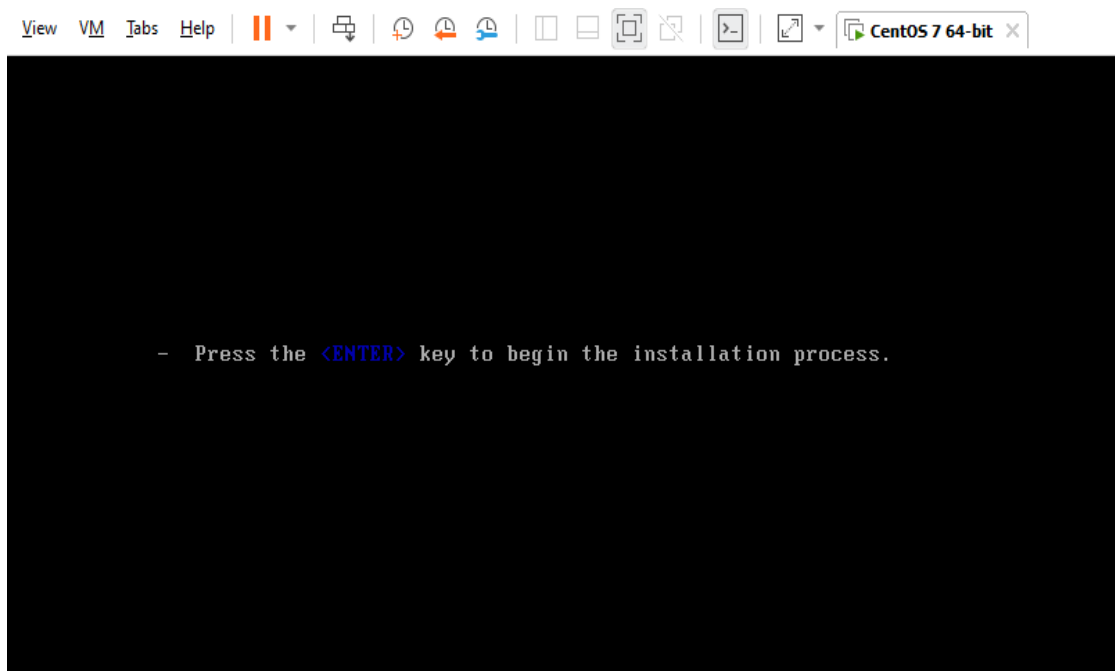 View VM Tabs Help CentOS 7 64-bit
- Press the <ENTER> key to begin the installation process.